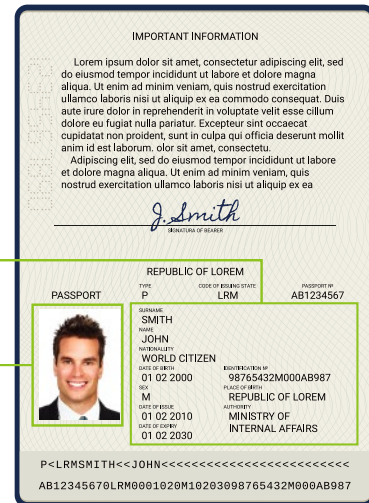 IMPORTANT INFORMATION
Lorem ipsum dolor sit amet, consectetur adipiscing elit, sed
do eiusmod tempor incididunt ut labore et dolore magna
aliqua. Ut enim ad minim veniam, quis nostrud exercitation
ullamco laboris nisi ut aliquip ex ea commodo consequat. Duis
aute irure dolor in reprehenderit in voluptate velit esse cillum
dolore eu fugiat nulla pariatur. Excepteur sint occaecat
cupidatat non proident, sunt in culpa qui officia deserunt mollit
anim id est laborum. olor sit amet, consectetu.
Adipiscing elit, sed do eiusmod tempor incididunt ut labore
et dolore magna aliqua. Ut enim ad minim veniam, quis
nostrud exercitation ullamco laboris nisi ut aliquip ex ea
J. Smith
SIGNATURA OF BEARER
REPUBLIC OF LOREM
PASSPORT
TYPE CODE OF ISSUING STATE PASSPORT Nº
P LRM AB1234567
SURNAME
SMITH
NAME
JOHN
NATIONALITY
WORLD CITIZEN
DATE OF BIRTH IDENTIFICATION Nº
01 02 2000 98765432M000AB987
SEX PLACE OF BIRTH
M REPUBLIC OF LOREM
DATE OF ISSUE AUTHORITY
01 02 2010 MINISTRY OF
DATE OF EXPIRY INTERNAL AFFAIRS
01 02 2030
P<LRMSMITH<<JOHN<<<<<<<<<<<<<<<<<<<<<<<<<<
AB12345670LRM0001020M10203098765432M000AB987